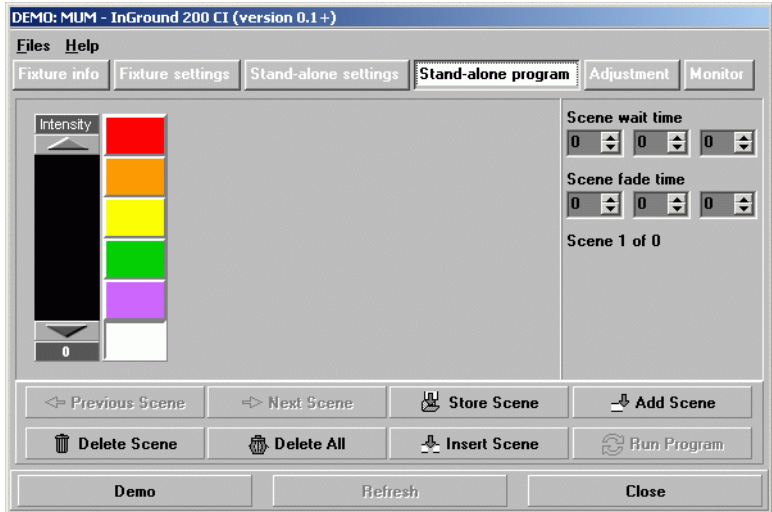 DEMO: MUM - InGround 200 CI (version 0.1+)
Files Help
Fixture info Fixture settings Stand-alone settings Stand-alone program Adjustment Monitor
Intensity
0
Scene wait time
0 0 0
Scene fade time
0 0 0
Scene 1 of 0
Previous Scene Next Scene Store Scene Add Scene
Delete Scene Delete All Insert Scene Run Program
Demo Refresh Close